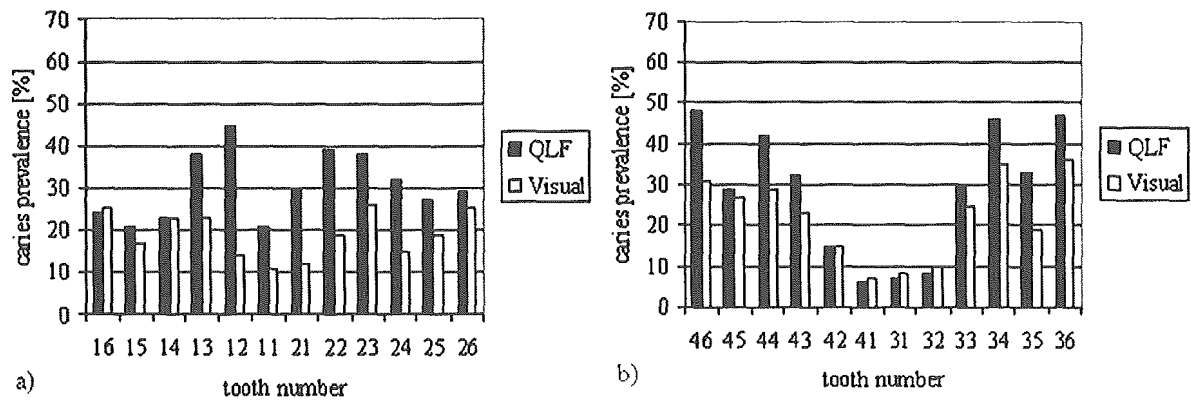 70
60
50
40
30
20
10
0
caries prevalence [%]
16 15 14 13 12 11 21 22 23 24 25 26
tooth number
QLF
Visual
a)
70
60
50
40
30
20
10
0
caries prevalence [%]
46 45 44 43 42 41 31 32 33 34 35 36
tooth number
QLF
Visual
b)